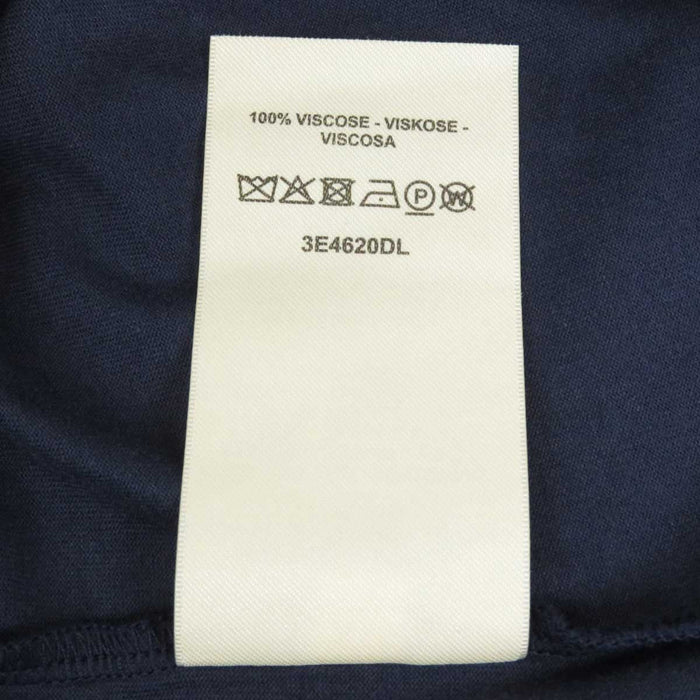 100% VISCOSE - VISKOSE -
VISCOSA
P W
3E4620DL